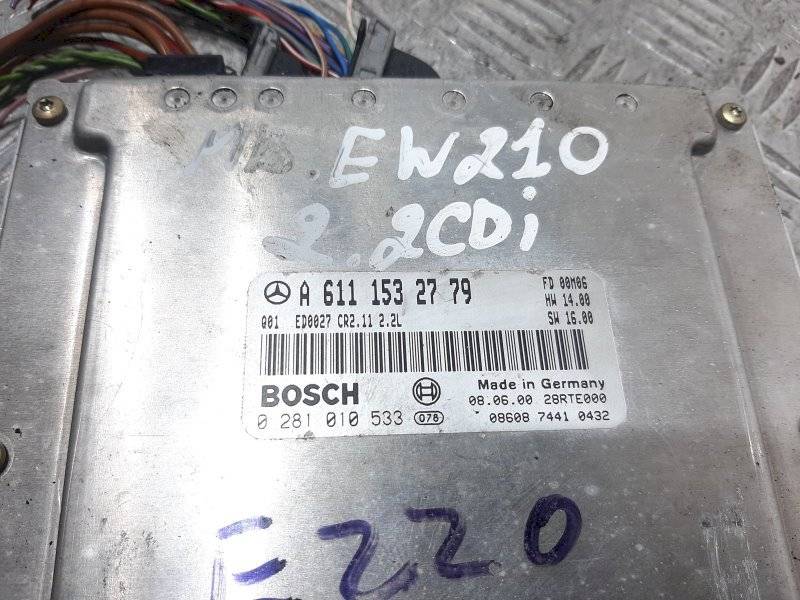 MB EW210
2.2CDi
A 611 153 27 79
FD 00M06
HW 14.00
SW 16.00
Q01 ED0027 CR2.11 2.2L
BOSCH
Made in Germany
08.06.00 28RTE000
0 281 010 533 078
08608 7441 0432
E220